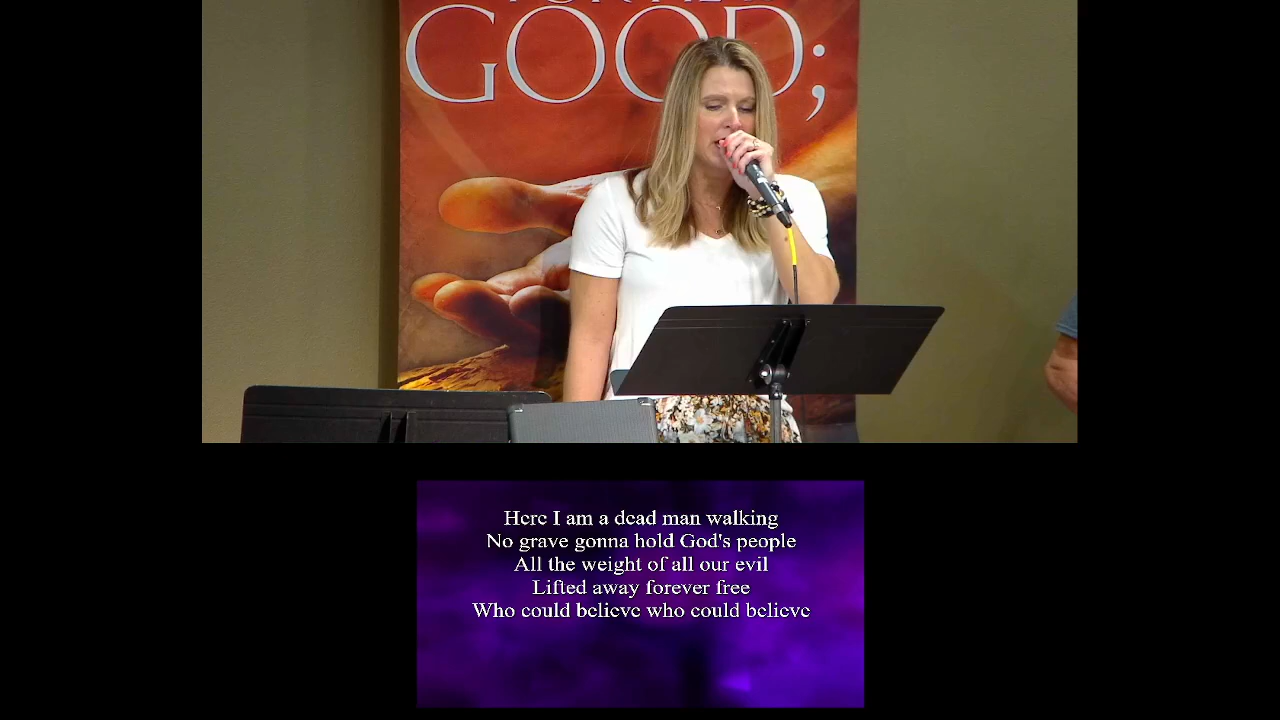 GOOD;
Here I am a dead man walking
No grave gonna hold God's people
All the weight of all our evil
Lifted away forever free
Who could believe who could believe